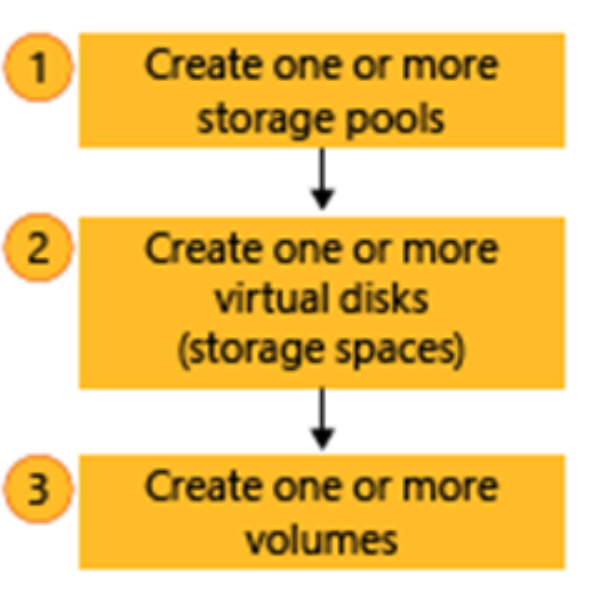 1
Create one or more
storage pools
2
Create one or more
virtual disks
(storage spaces)
3
Create one or more
volumes